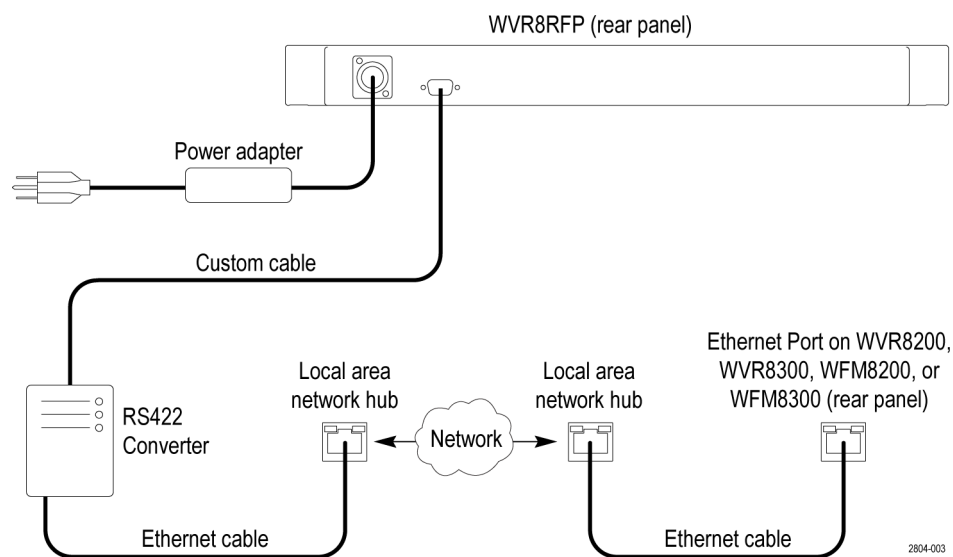 WVR8RFP (rear panel)
Power adapter
Custom cable
Ethernet Port on WVR8200,
WVR8300, WFM8200, or
WFM8300 (rear panel)
Local area
network hub
Local area
network hub
RS422
Converter
Network
Ethernet cable
Ethernet cable
2804-003